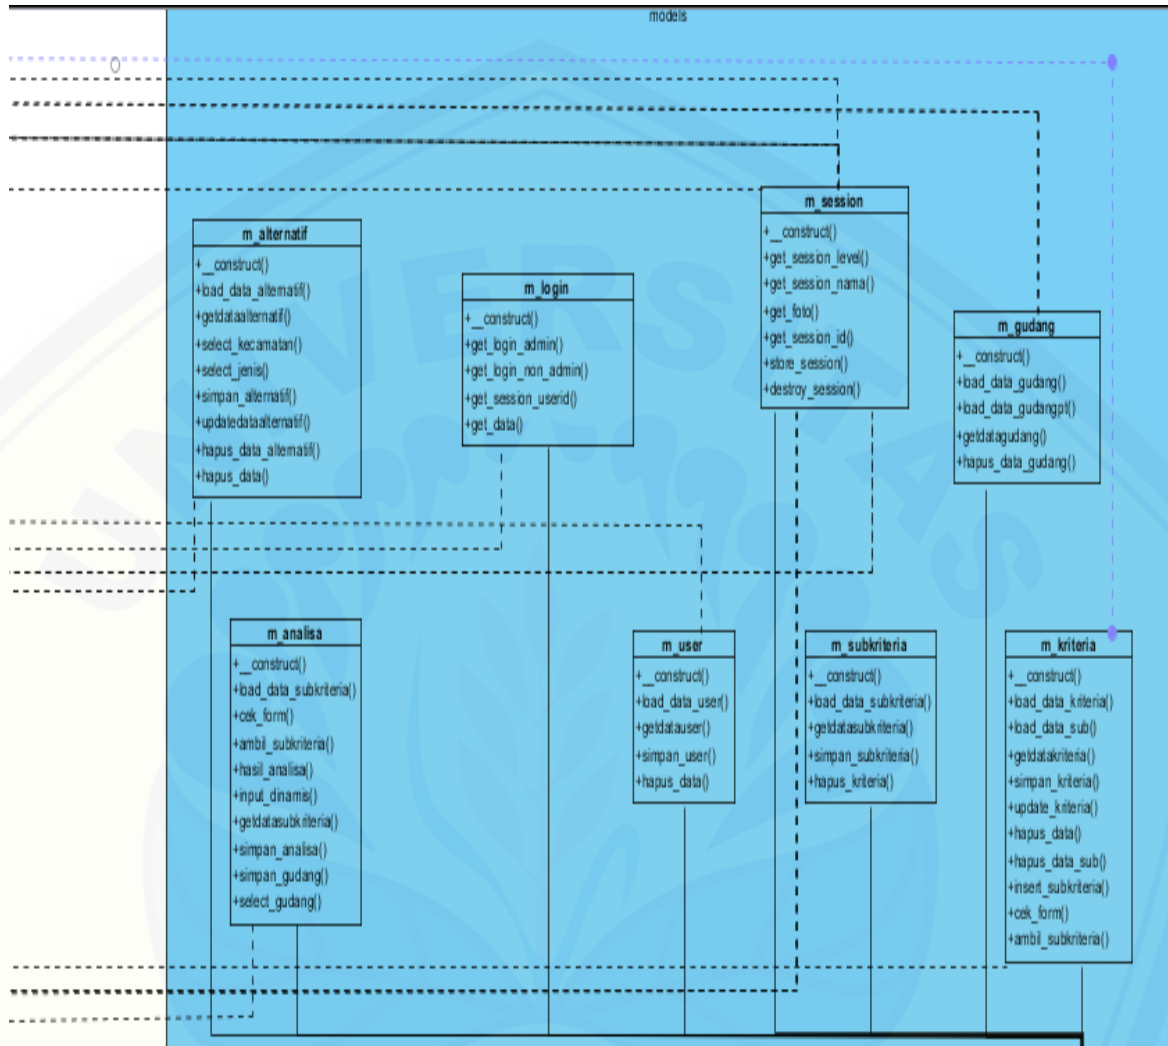 models
m_session
+__construct()
+get_session_level()
+get_session_nama()
+get_foto()
+get_session_id()
+store_session()
+destroy_session()
m_alternatif
+__construct()
+load_data_alternatif()
+getdataalternatif()
+select_kecamatan()
+select_jenis()
+simpan_alternatif()
+updatedataalternatif()
+hapus_data_alternatif()
+hapus_data()
m_login
+__construct()
+get_login_admin()
+get_login_non_admin()
+get_session_userid()
+get_data()
m_gudang
+__construct()
+load_data_gudang()
+load_data_gudangpt()
+getdatagudang()
+hapus_data_gudang()
m_analisa
+__construct()
+load_data_subkriteria()
+cek_form()
+ambil_subkriteria()
+hasil_analisa()
+input_dinamis()
+getdatasubkriteria()
+simpan_analisa()
+simpan_gudang()
+select_gudang()
m_user
+__construct()
+load_data_user()
+getdatauser()
+simpan_user()
+hapus_data()
m_subkriteria
+__construct()
+load_data_subkriteria()
+getdatasubkriteria()
+simpan_subkriteria()
+hapus_kriteria()
m_kriteria
+__construct()
+load_data_kriteria()
+load_data_sub()
+getdatakriteria()
+simpan_kriteria()
+update_kriteria()
+hapus_data()
+hapus_data_sub()
+insert_subkriteria()
+cek_form()
+ambil_subkriteria()
UNIVERSITAS